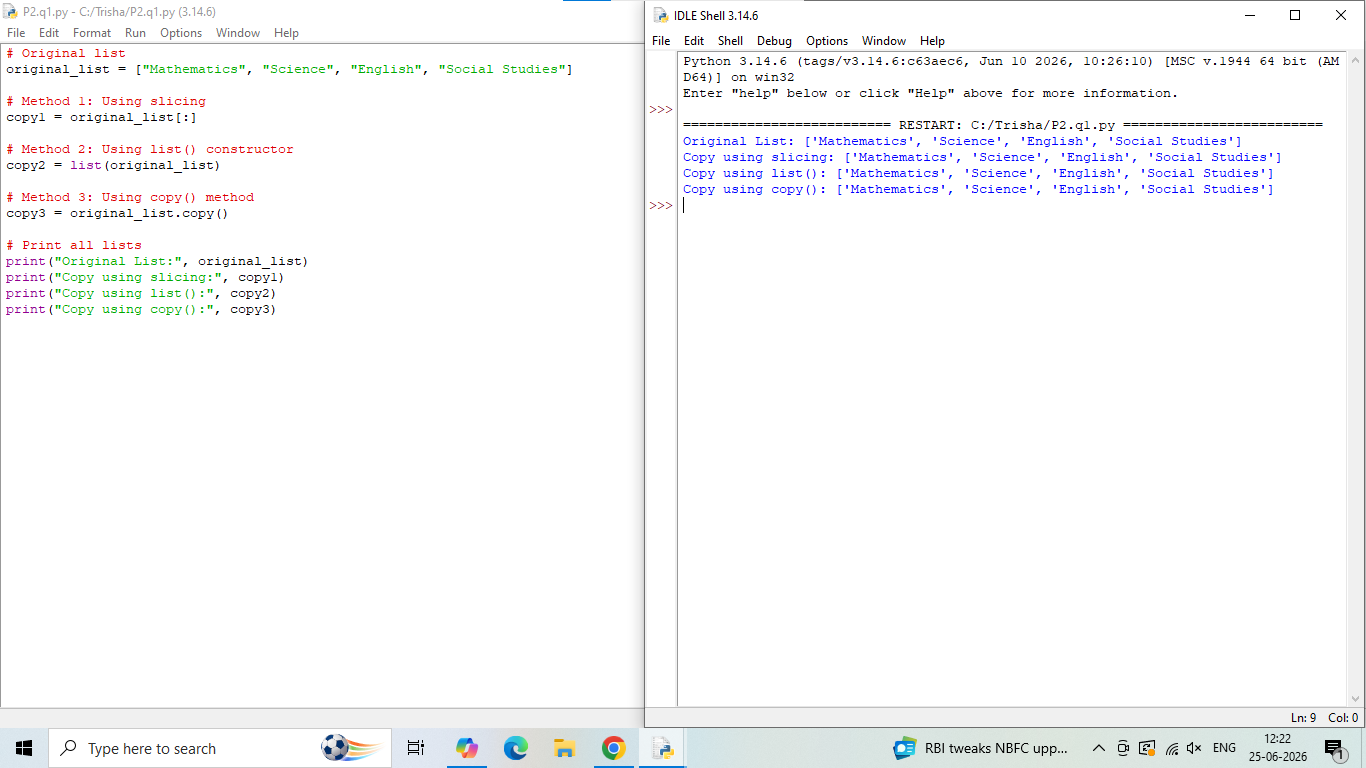 P2.q1.py - C:/Trisha/P2.q1.py (3.14.6)
File Edit Format Run Options Window Help
# Original list
original_list = ["Mathematics", "Science", "English", "Social Studies"]
# Method 1: Using slicing
copy1 = original_list[:]
# Method 2: Using list() constructor
copy2 = list(original_list)
# Method 3: Using copy() method
copy3 = original_list.copy()
# Print all lists
print("Original List:", original_list)
print("Copy using slicing:", copy1)
print("Copy using list():", copy2)
print("Copy using copy():", copy3)
IDLE Shell 3.14.6
File Edit Shell Debug Options Window Help
Python 3.14.6 (tags/v3.14.6:c63aec6, Jun 10 2026, 10:26:10) [MSC v.1944 64 bit (AM
D64)] on win32
Enter "help" below or click "Help" above for more information.
>>>
========================== RESTART: C:/Trisha/P2.q1.py =========================
Original List: ['Mathematics', 'Science', 'English', 'Social Studies']
Copy using slicing: ['Mathematics', 'Science', 'English', 'Social Studies']
Copy using list(): ['Mathematics', 'Science', 'English', 'Social Studies']
Copy using copy(): ['Mathematics', 'Science', 'English', 'Social Studies']
>>>
Ln: 9 Col: 0
Type here to search
RBI tweaks NBFC upp...
ENG
12:22
25-06-2026
1